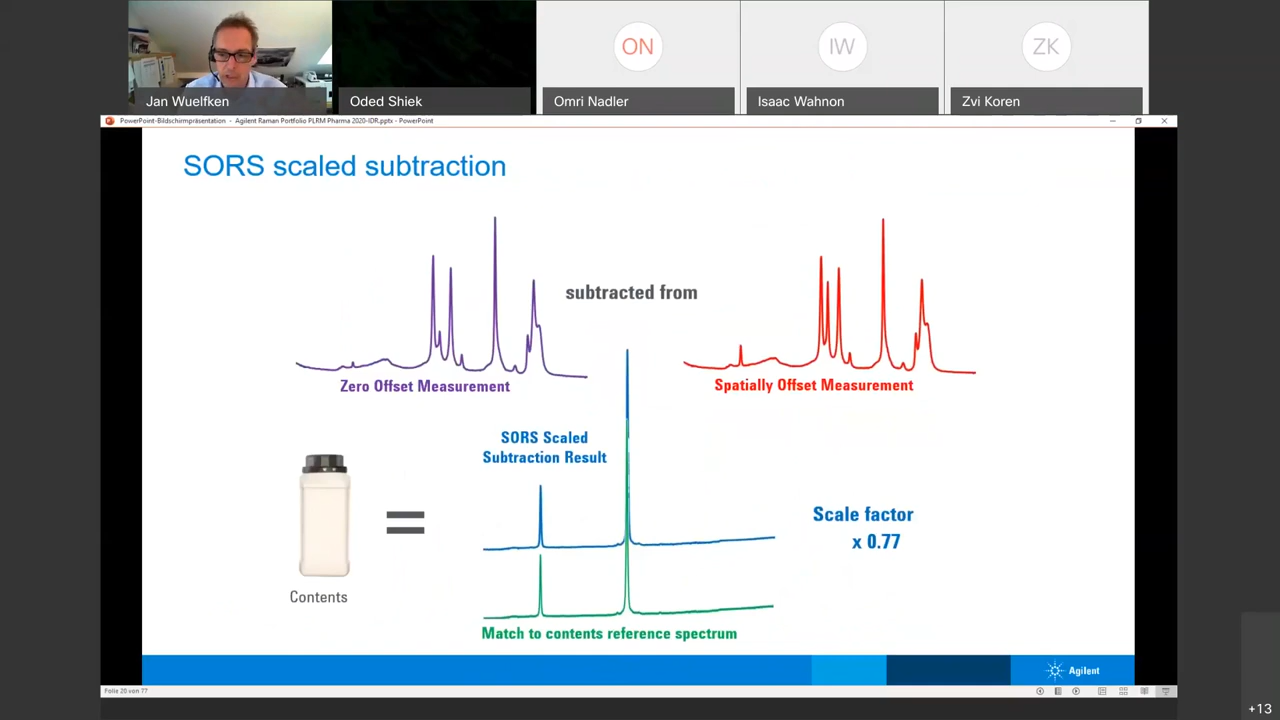 ON
IW
ZK
Jan Wuelfken
Oded Shiek
Omri Nadler
Isaac Wahnon
Zvi Koren
PowerPoint-Bildschirmpräsentation - Agilent Raman Portfolio PLRM Pharma 2020-IDR.pptx - PowerPoint
SORS scaled subtraction
subtracted from
Zero Offset Measurement
Spatially Offset Measurement
SORS Scaled
Subtraction Result
Scale factor
x 0.77
Contents
Match to contents reference spectrum
Agilent
Folie 20 von 77
+13